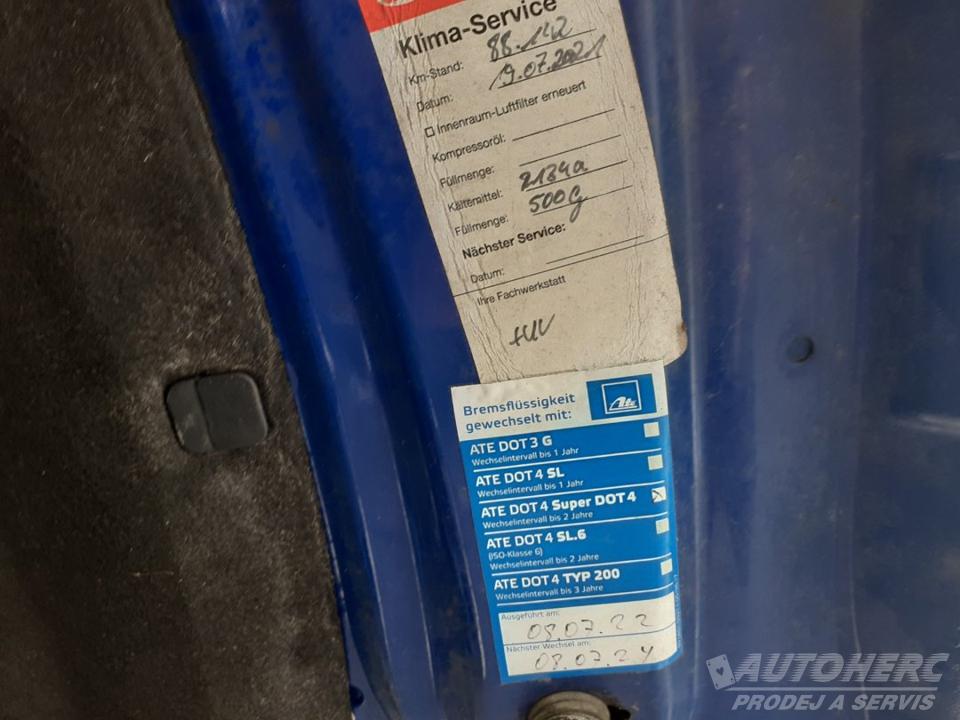 Klima-Service
Km-Stand: 88.142
Datum: 19.07.2021
Innenraum-Luftfilter erneuert
Kompressoröl:
Füllmenge:
Kältemittel: 2134a
Füllmenge: 500g
Nächster Service:
Datum:
Ihre Fachwerkstatt
Bremsflüssigkeit
gewechselt mit:
Ate
ATE DOT 3 G
Wechselintervall bis 1 Jahr
ATE DOT 4 SL
Wechselintervall bis 1 Jahr
ATE DOT 4 Super DOT 4
Wechselintervall bis 2 Jahre
ATE DOT 4 SL.6
(ISO-Klasse 6)
Wechselintervall bis 2 Jahre
ATE DOT 4 TYP 200
Wechselintervall bis 3 Jahre
Ausgeführt am:
08.07.22
Nächster Wechsel am:
08.07.24
AUTOHERC
PRODEJ A SERVIS